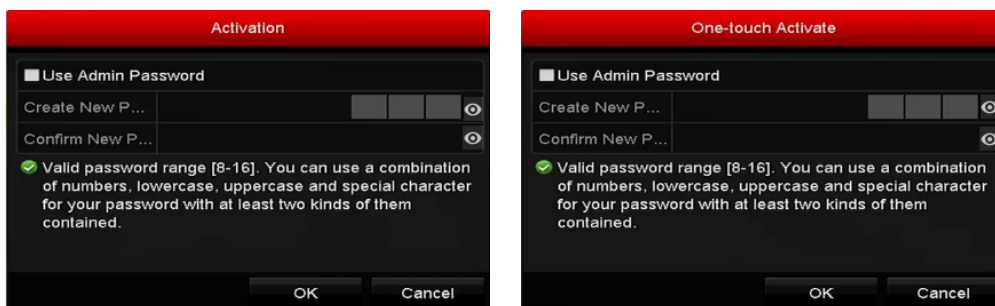 Activation
Use Admin Password
Create New P...
Confirm New P...
Valid password range [8-16]. You can use a combination
of numbers, lowercase, uppercase and special character
for your password with at least two kinds of them
contained.
OK
Cancel
One-touch Activate
Use Admin Password
Create New P...
Confirm New P...
Valid password range [8-16]. You can use a combination
of numbers, lowercase, uppercase and special character
for your password with at least two kinds of them
contained.
OK
Cancel